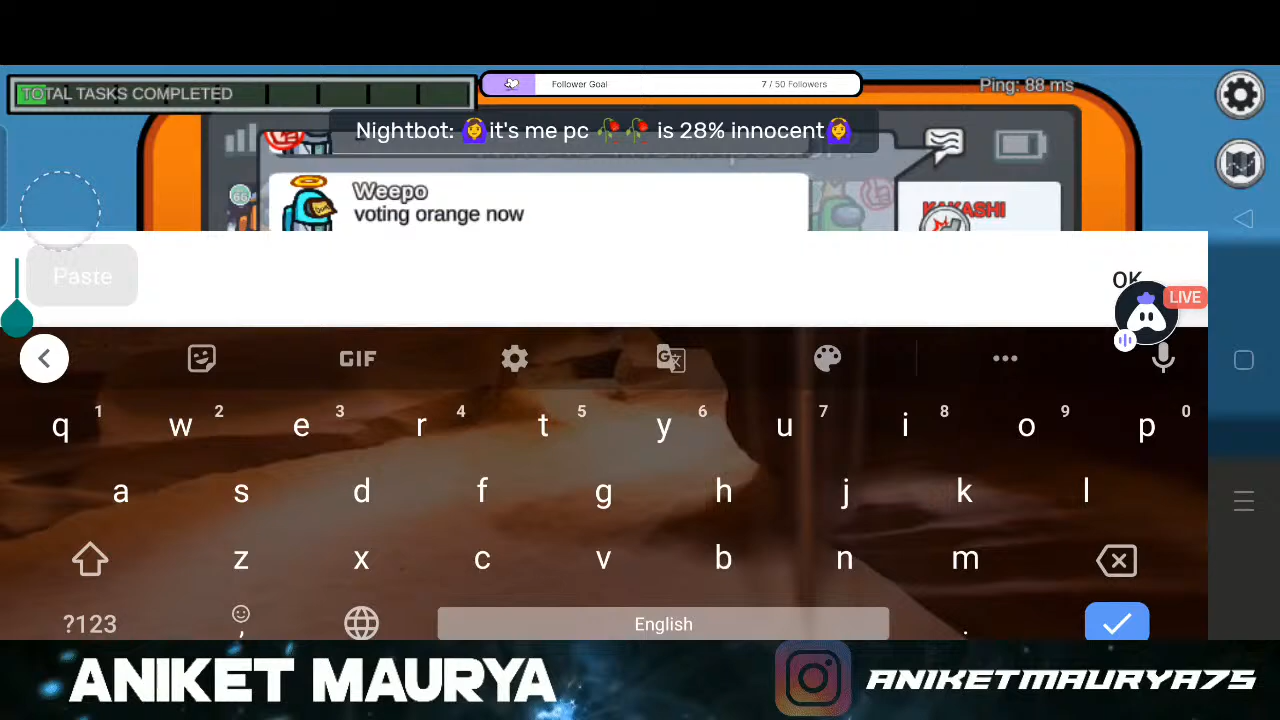 TOTAL TASKS COMPLETED
Follower Goal
7 / 50 Followers
Ping: 88 ms
Nightbot: 🙆‍♀️it's me pc 🥀🥀 is 28% innocent🙆‍♀️
66
Weepo
voting orange now
KAKASHI
Paste
OK
LIVE
GIF
q 1 w 2 e 3 r 4 t 5 y 6 u 7 i 8 o 9 p 0
a s d f g h j k l
z x c v b n m
?123 , English .
ANIKET MAURYA
ANIKETMAURYA75